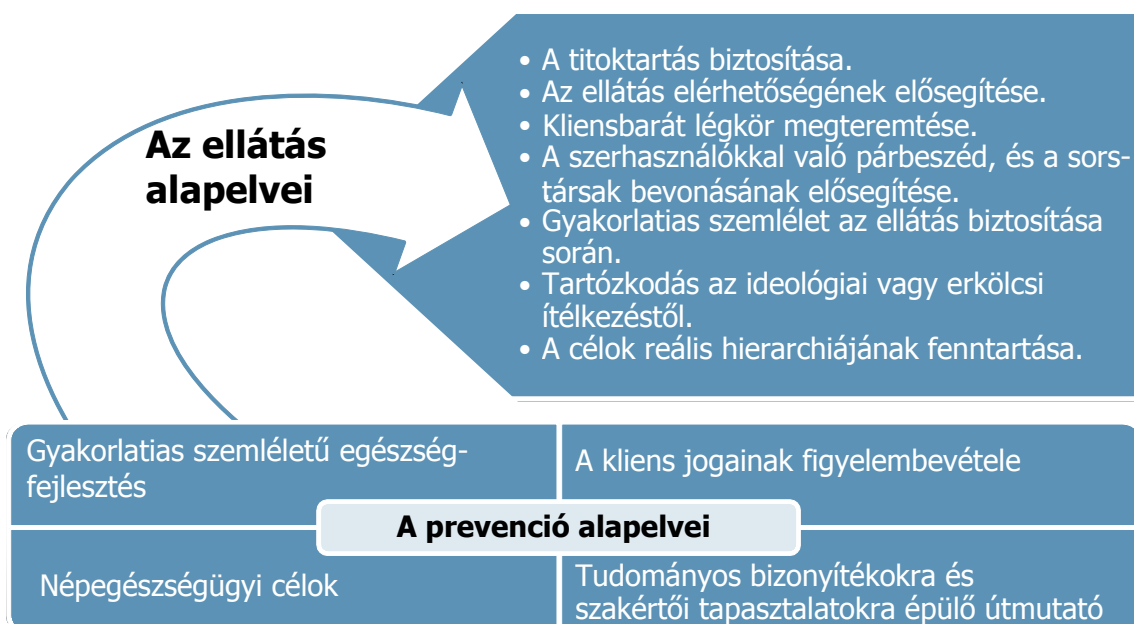 Az ellátás
alapelvei
• A titoktartás biztosítása.
• Az ellátás elérhetőségének elősegítése.
• Kliensbarát légkör megteremtése.
• A szerhasználókkal való párbeszéd, és a sors-
társak bevonásának elősegítése.
• Gyakorlatias szemlélet az ellátás biztosítása
során.
• Tartózkodás az ideológiai vagy erkölcsi
ítélkezéstől.
• A célok reális hierarchiájának fenntartása.
Gyakorlatias szemléletű egészség-
fejlesztés
A kliens jogainak figyelembevétele
A prevenció alapelvei
Népegészségügyi célok
Tudományos bizonyítékokra és
szakértői tapasztalatokra épülő útmutató